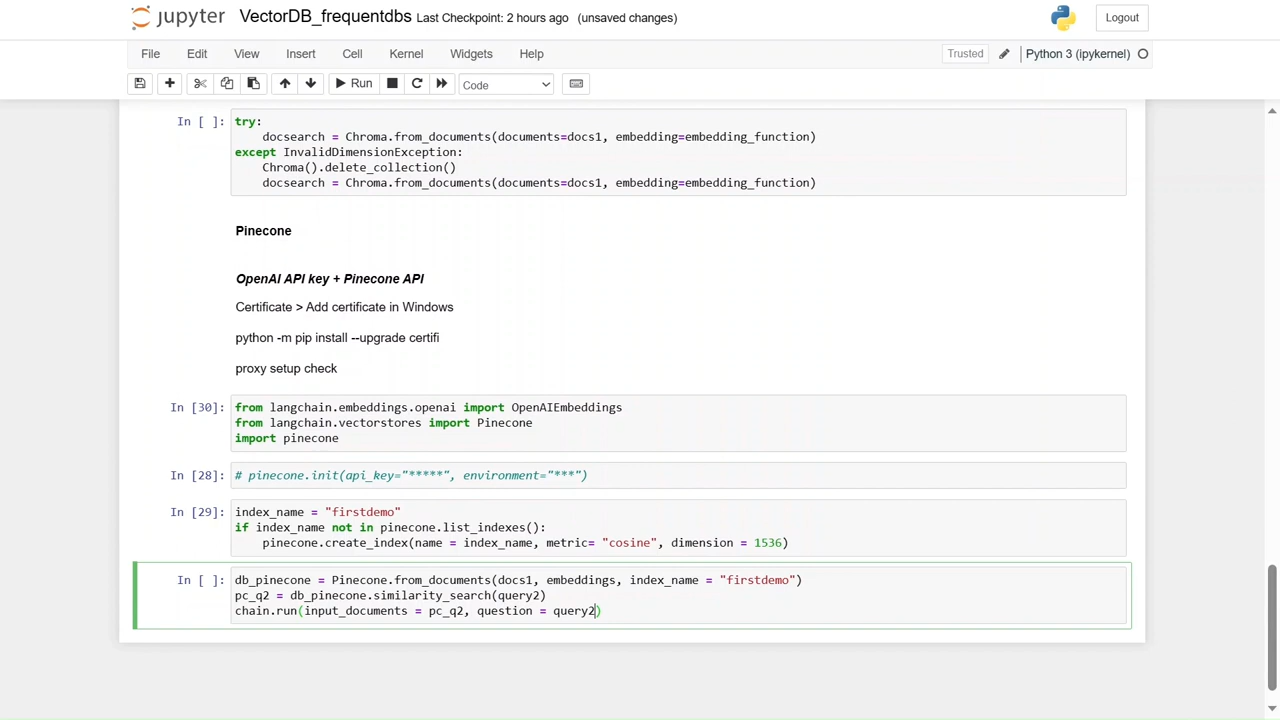 jupyter VectorDB_frequentdbs Last Checkpoint: 2 hours ago (unsaved changes) Logout
File Edit View Insert Cell Kernel Widgets Help Trusted Python 3 (ipykernel)
Run Code
In [ ]: try:
docsearch = Chroma.from_documents(documents=docs1, embedding=embedding_function)
except InvalidDimensionException:
Chroma().delete_collection()
docsearch = Chroma.from_documents(documents=docs1, embedding=embedding_function)
Pinecone
OpenAI API key + Pinecone API
Certificate > Add certificate in Windows
python -m pip install --upgrade certifi
proxy setup check
In [30]: from langchain.embeddings.openai import OpenAIEmbeddings
from langchain.vectorstores import Pinecone
import pinecone
In [28]: # pinecone.init(api_key="*****", environment="***")
In [29]: index_name = "firstdemo"
if index_name not in pinecone.list_indexes():
pinecone.create_index(name = index_name, metric= "cosine", dimension = 1536)
In [ ]: db_pinecone = Pinecone.from_documents(docs1, embeddings, index_name = "firstdemo")
pc_q2 = db_pinecone.similarity_search(query2)
chain.run(input_documents = pc_q2, question = query2)